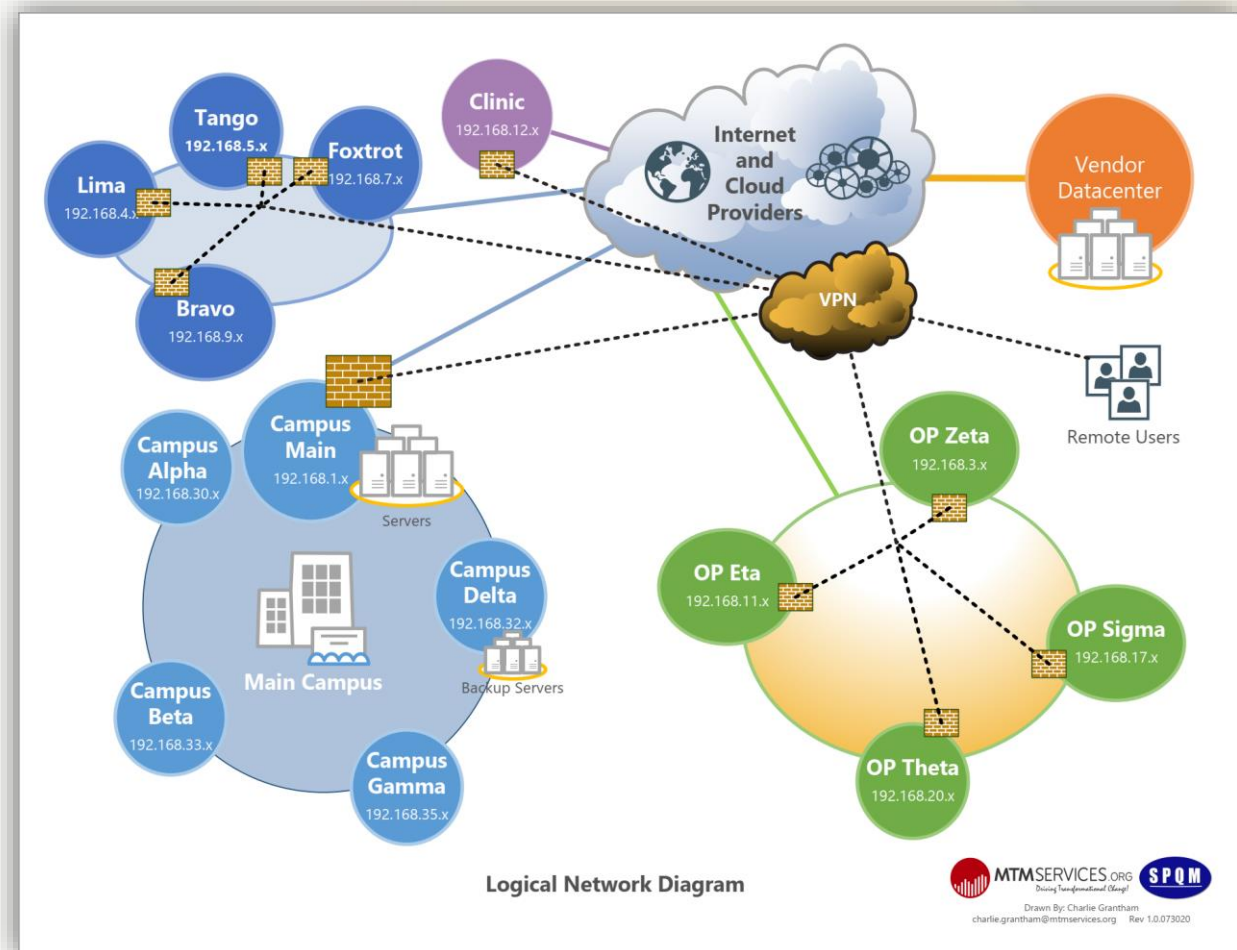 Tango
192.168.5.x
Foxtrot
192.168.7.x
Lima
192.168.4.x
Bravo
192.168.9.x
Clinic
192.168.12.x
Internet
and
Cloud
Providers
Vendor
Datacenter
VPN
Remote Users
Campus
Main
192.168.1.x
Servers
Campus
Alpha
192.168.30.x
Campus
Delta
192.168.32.x
Backup Servers
Main Campus
Campus
Beta
192.168.33.x
Campus
Gamma
192.168.35.x
OP Zeta
192.168.3.x
OP Eta
192.168.11.x
OP Sigma
192.168.17.x
OP Theta
192.168.20.x
Logical Network Diagram
MTMSERVICES.ORG
Driving Transformational Change!
SPQM
Drawn By: Charlie Grantham
charlie.grantham@mtmservices.org Rev 1.0.073020